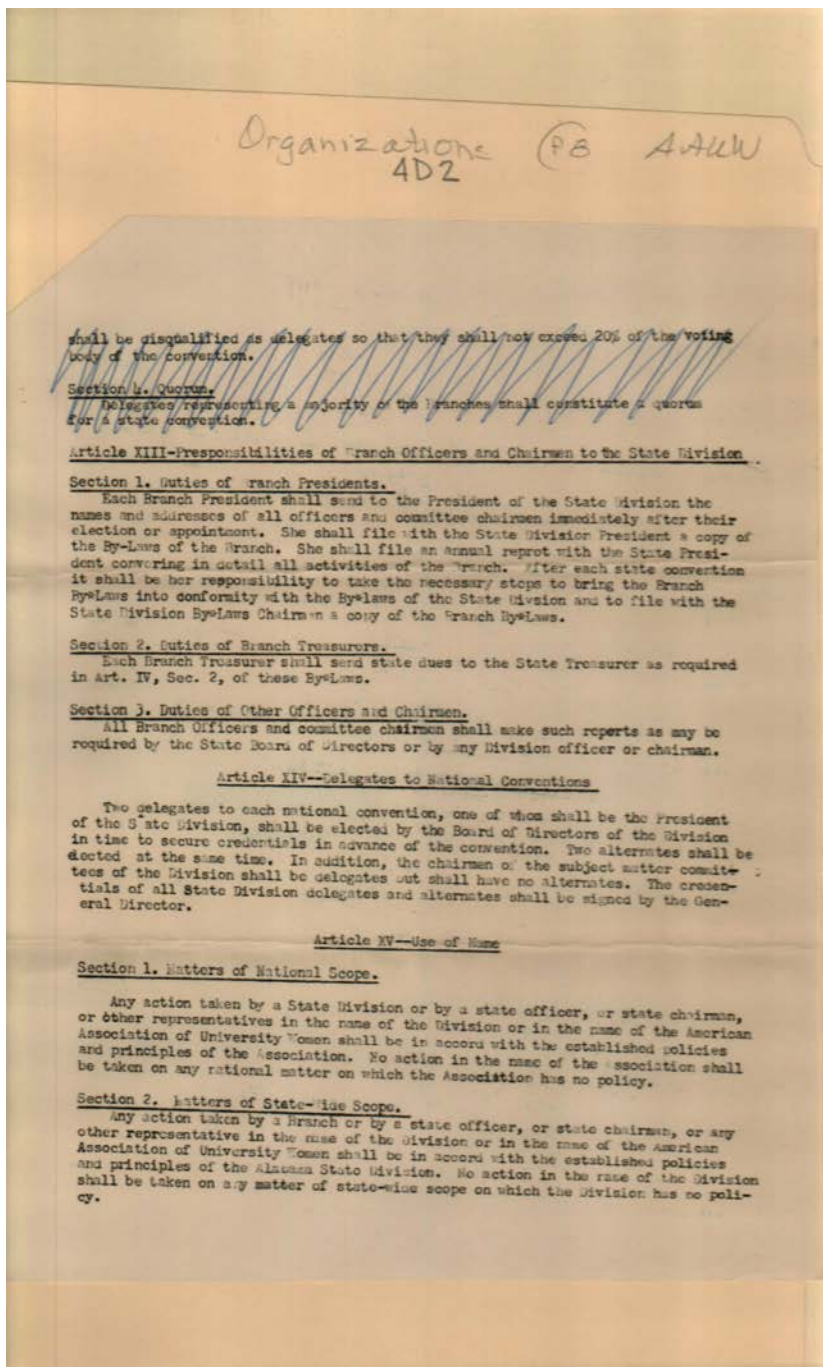 Organizations (PB AAUW
4D2
shall be disqualified as delegates so that they shall not exceed 20% of the voting
body of the convention.
Section 4. Quorum.
Delegates representing a majority of the Branches shall constitute a quorum
for a state convention.
Article XIII-Presponsibilities of Branch Officers and Chairmen to the State Division
Section 1. Duties of Branch Presidents.
Each Branch President shall send to the President of the State Division the
names and addresses of all officers and committee chairmen immediately after their
election or appointment. She shall file with the State Division President a copy of
the By-Laws of the Branch. She shall file an annual reprot with the State Presi-
dent convering in detail all activities of the Branch. After each state convention
it shall be her responsibility to take the necessary steps to bring the Branch
By=Laws into conformity with the By=laws of the State Divsion and to file with the
State Division By=Laws Chairman a copy of the Branch By=Laws.
Section 2. Duties of Branch Treasurers.
Each Branch Treasurer shall send state dues to the State Treasurer as required
in Art. IV, Sec. 2, of these By=Laws.
Section 3. Duties of Other Officers and Chairmen.
All Branch Officers and committee chairmen shall make such reports as may be
required by the State Board of Directors or by any Division officer or chairman.
Article XIV--Delegates to National Conventions
Two delegates to each national convention, one of whom shall be the President
of the State Division, shall be elected by the Board of Directors of the Division
in time to secure credentials in advance of the convention. Two alternates shall be
elected at the same time. In addition, the chairmen of the subject matter commit-
tees of the Division shall be delegates but shall have no alternates. The creden-
tials of all State Division delegates and alternates shall be signed by the Gen-
eral Director.
Article XV--Use of Name
Section 1. Matters of National Scope.
Any action taken by a State Division or by a state officer, or state chairman,
or other representatives in the name of the Division or in the name of the American
Association of University Women shall be in accord with the established policies
and principles of the Association. No action in the name of the Association shall
be taken on any national matter on which the Association has no policy.
Section 2. Matters of State-Wide Scope.
Any action taken by a Branch or by a state officer, or state chairman, or any
other representative in the name of the Division or in the name of the American
Association of University Women shall be in accord with the established policies
and principles of the Alabama State Division. No action in the name of the Division
shall be taken on any matter of state-wide scope on which the Division has no poli-
cy.